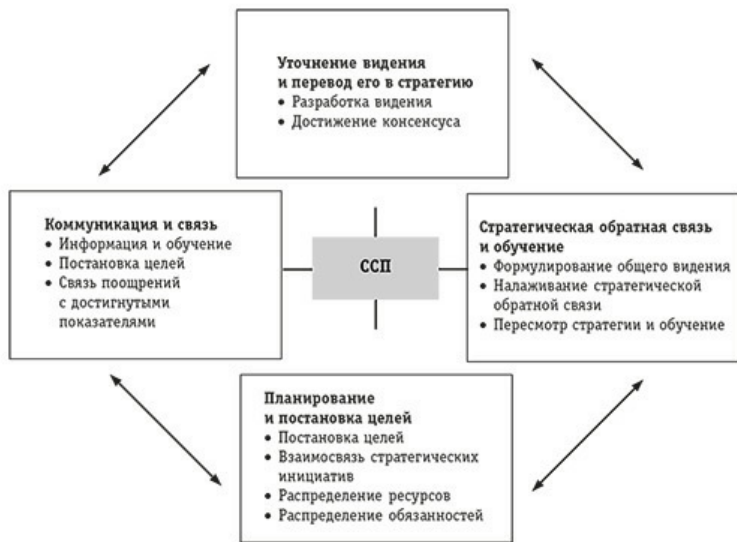 Уточнение видения
и перевод его в стратегию
• Разработка видения
• Достижение консенсуса
Коммуникация и связь
• Информация и обучение
• Постановка целей
• Связь поощрений
с достигнутыми
показателями
ССП
Стратегическая обратная связь
и обучение
• Формулирование общего видения
• Налаживание стратегической
обратной связи
• Пересмотр стратегии и обучение
Планирование
и постановка целей
• Постановка целей
• Взаимосвязь стратегических
инициатив
• Распределение ресурсов
• Распределение обязанностей